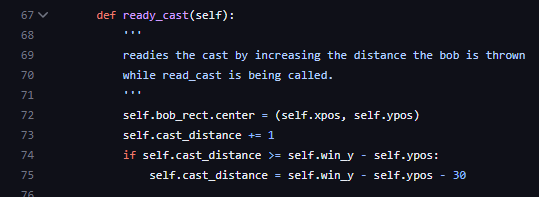 67 def ready_cast(self):
68 '''
69 readies the cast by increasing the distance the bob is thrown
70 while read_cast is being called.
71 '''
72 self.bob_rect.center = (self.xpos, self.ypos)
73 self.cast_distance += 1
74 if self.cast_distance >= self.win_y - self.ypos:
75 self.cast_distance = self.win_y - self.ypos - 30
76